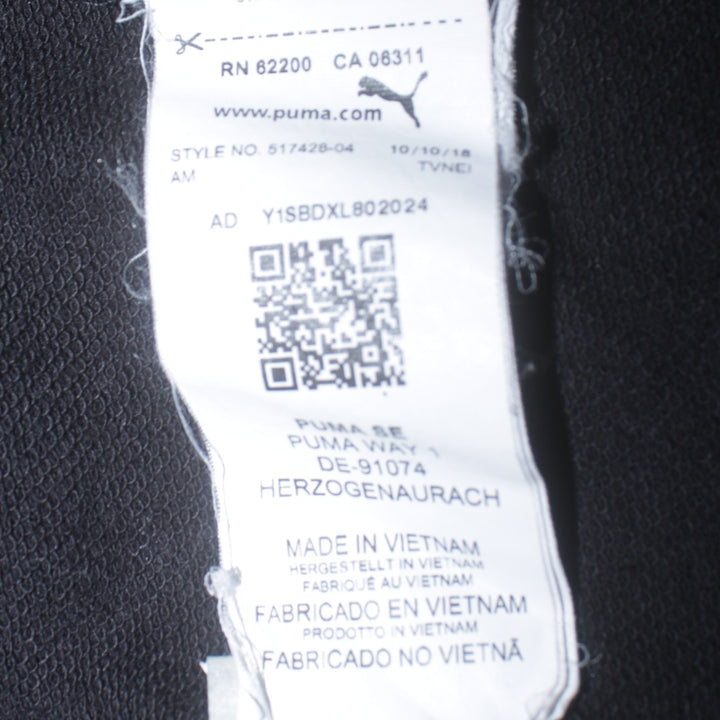 RN 62200 CA 06311
www.puma.com
STYLE NO. 517428-04 10/10/18
AM TVNEI
AD Y1SBDXL802024
PUMA SE
PUMA WAY 1
DE-91074
HERZOGENAURACH
MADE IN VIETNAM
HERGESTELLT IN VIETNAM
FABRIQUÉ AU VIETNAM
FABRICADO EN VIETNAM
PRODOTTO IN VIETNAM
FABRICADO NO VIETNÃ